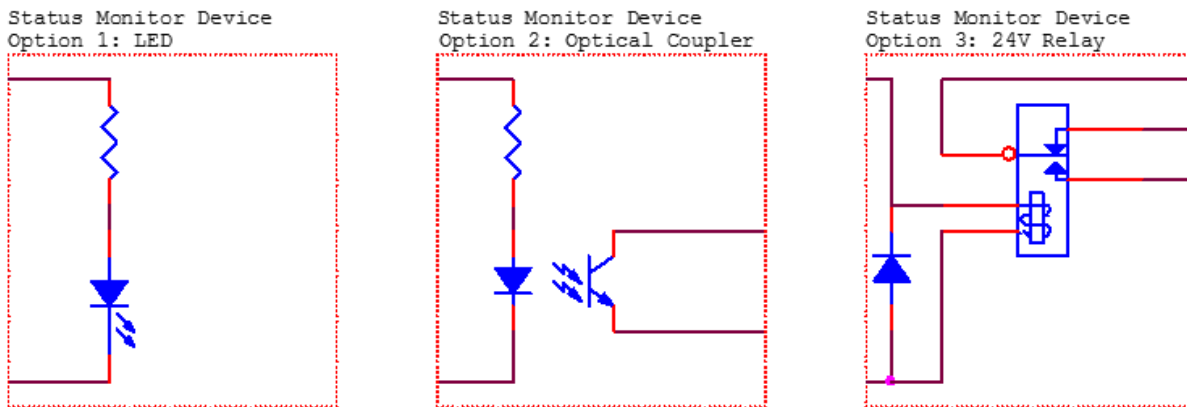 Status Monitor Device
Option 1: LED
Status Monitor Device
Option 2: Optical Coupler
Status Monitor Device
Option 3: 24V Relay